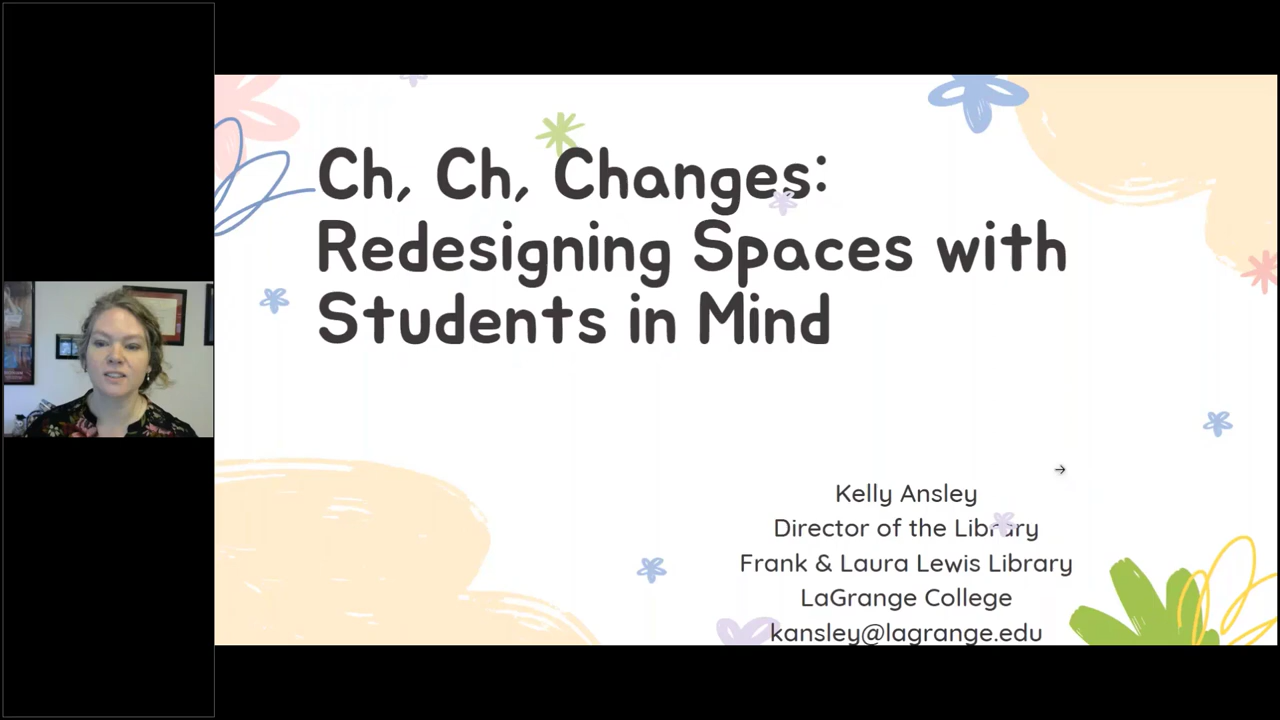 Ch, Ch, Changes:
Redesigning Spaces with
Students in Mind
Kelly Ansley
Director of the Library
Frank & Laura Lewis Library
LaGrange College
kansley@lagrange.edu